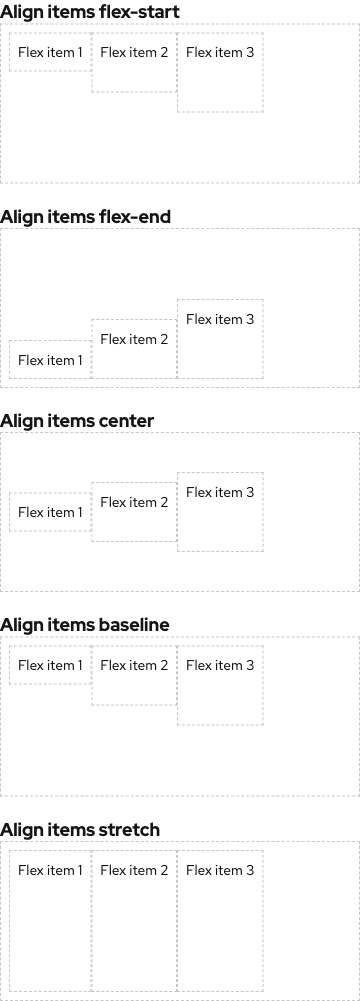 Align items flex-start
Flex item 1 Flex item 2 Flex item 3
Align items flex-end
Flex item 3
Flex item 2
Flex item 1
Align items center
Flex item 3
Flex item 2
Flex item 1
Align items baseline
Flex item 1 Flex item 2 Flex item 3
Align items stretch
Flex item 1 Flex item 2 Flex item 3